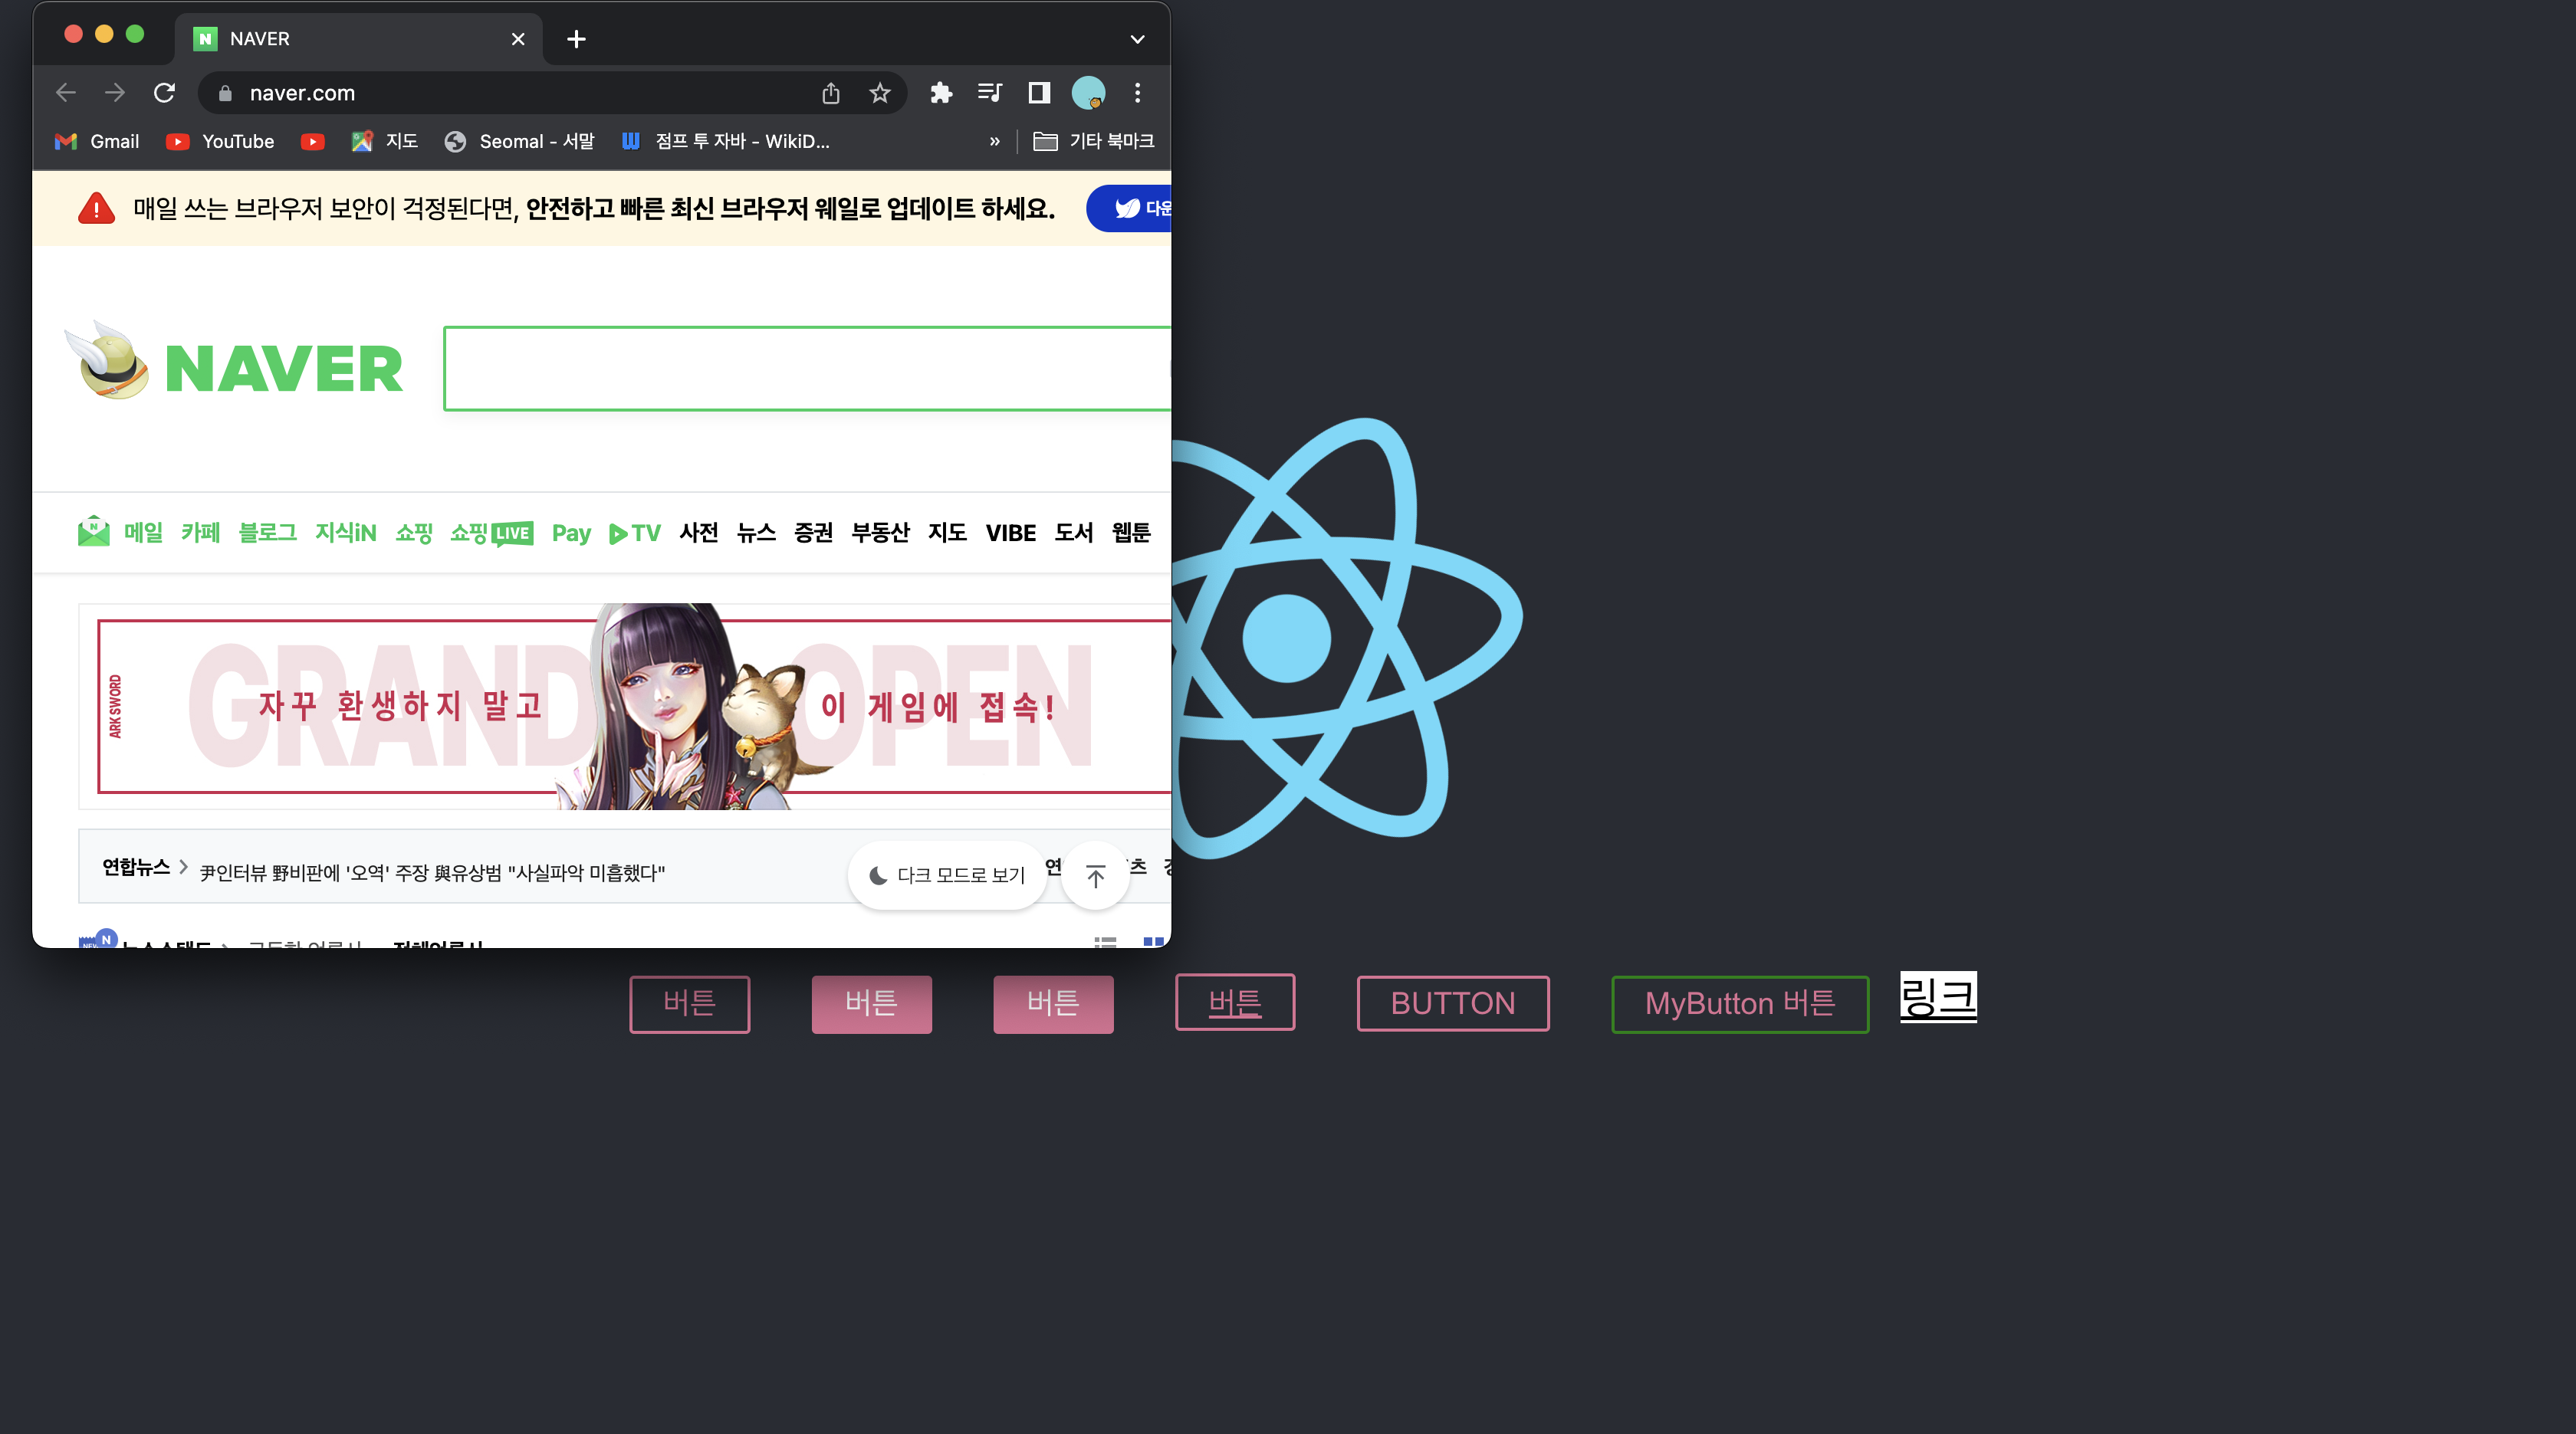 NAVER
naver.com
Gmail YouTube 지도 Seomal - 서말 점프 투 자바 - WikiD... » 기타 북마크
매일 쓰는 브라우저 보안이 걱정된다면, 안전하고 빠른 최신 브라우저 웨일로 업데이트 하세요.
NAVER
메일 카페 블로그 지식iN 쇼핑 쇼핑LIVE Pay TV 사전 뉴스 증권 부동산 지도 VIBE 도서 웹툰
ARK SWORD
GRAND OPEN
자꾸 환생하지 말고 이 게임에 접속!
연합뉴스 > 尹인터뷰 野비판에 '오역' 주장 與유상범 "사실파악 미흡했다"
다크 모드로 보기
버튼 버튼 버튼 버튼 BUTTON MyButton 버튼 링크